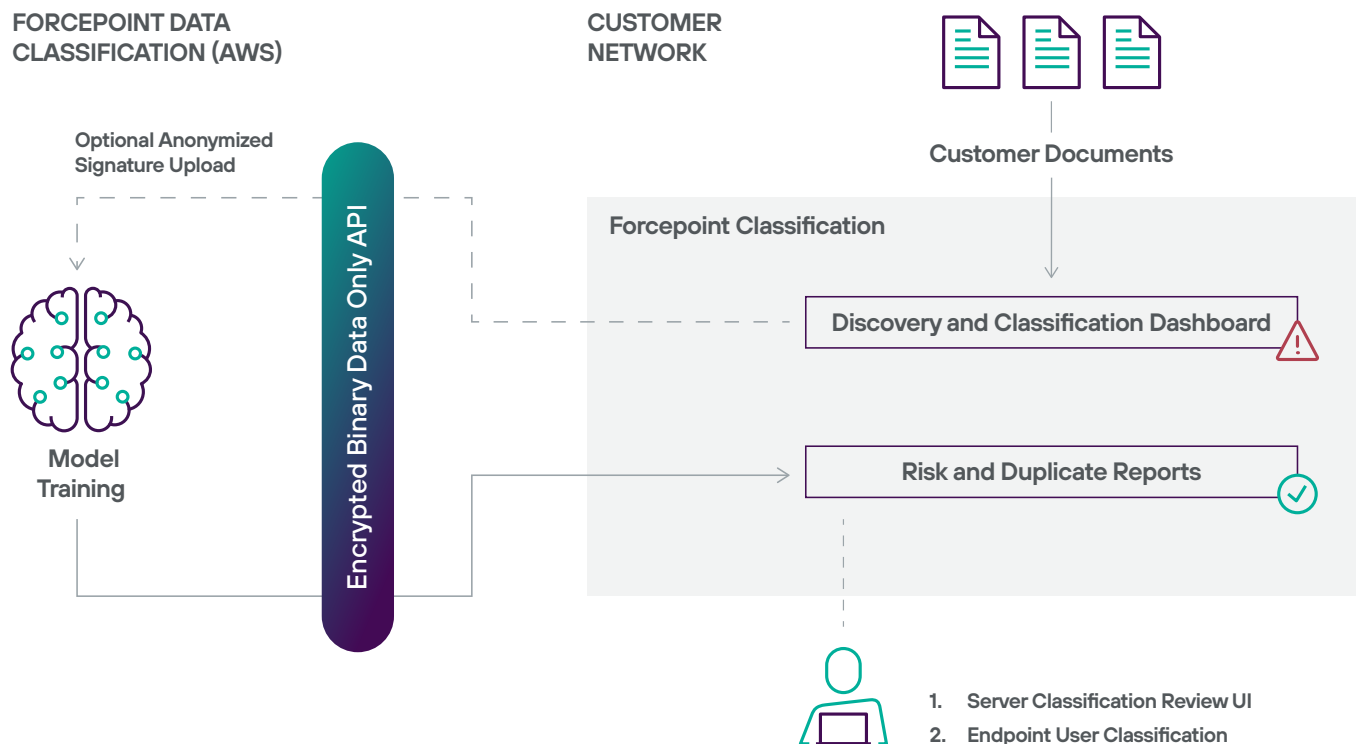 FORCEPOINT DATA
CLASSIFICATION (AWS)
CUSTOMER
NETWORK
Optional Anonymized
Signature Upload
Customer Documents
Encrypted Binary Data Only API
Forcepoint Classification
Discovery and Classification Dashboard
Model
Training
Risk and Duplicate Reports
1. Server Classification Review UI
2. Endpoint User Classification